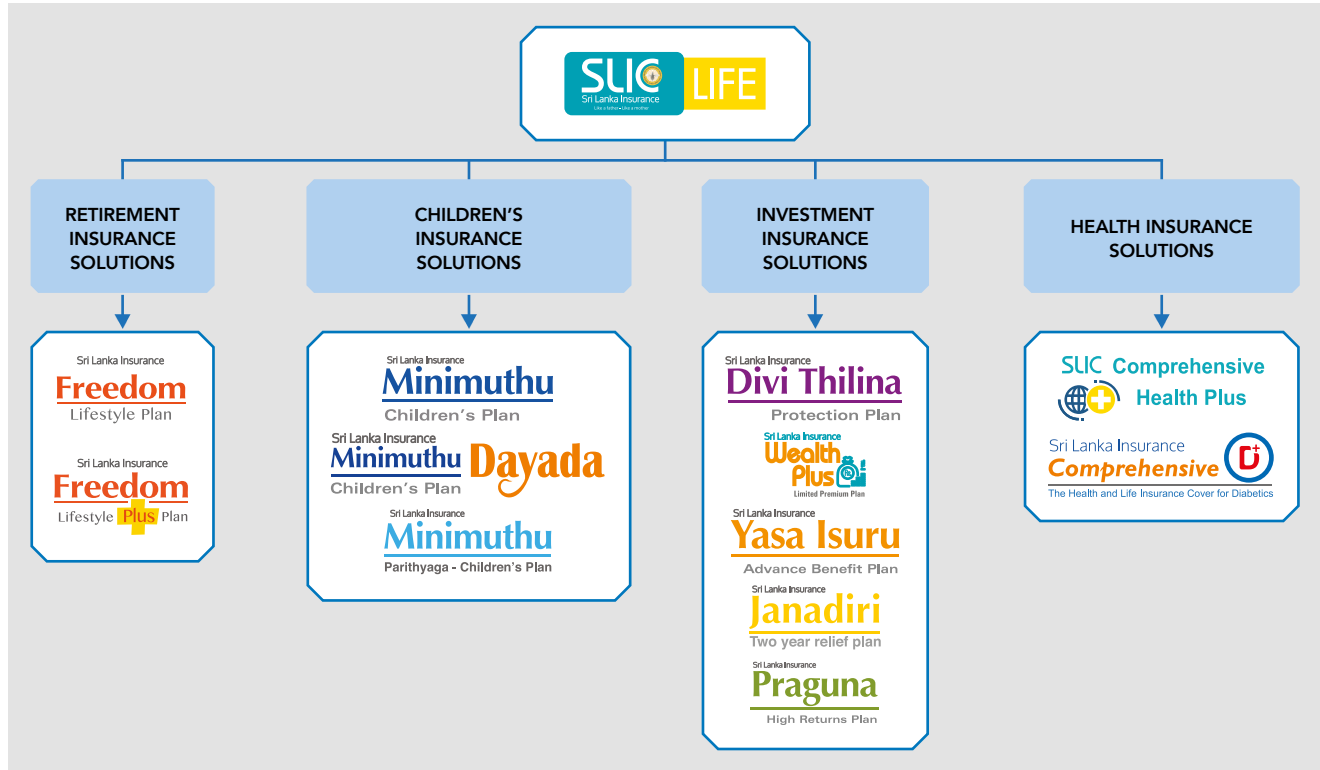 SLIC LIFE
Sri Lanka Insurance
Like a father - Like a mother
RETIREMENT
INSURANCE
SOLUTIONS
Sri Lanka Insurance
Freedom
Lifestyle Plan
Sri Lanka Insurance
Freedom
Lifestyle Plus Plan
CHILDREN'S
INSURANCE
SOLUTIONS
Sri Lanka Insurance
Minimuthu
Children's Plan
Sri Lanka Insurance
Minimuthu Dayada
Children's Plan
Sri Lanka Insurance
Minimuthu
Parithyaga - Children's Plan
INVESTMENT
INSURANCE
SOLUTIONS
Sri Lanka Insurance
Divi Thilina
Protection Plan
Sri Lanka Insurance
Wealth
Plus
Limited Premium Plan
Sri Lanka Insurance
Yasa Isuru
Advance Benefit Plan
Sri Lanka Insurance
Janadiri
Two year relief plan
Sri Lanka Insurance
Praguna
High Returns Plan
HEALTH INSURANCE
SOLUTIONS
SLIC Comprehensive
Health Plus
Sri Lanka Insurance
Comprehensive D+
The Health and Life Insurance Cover for Diabetics